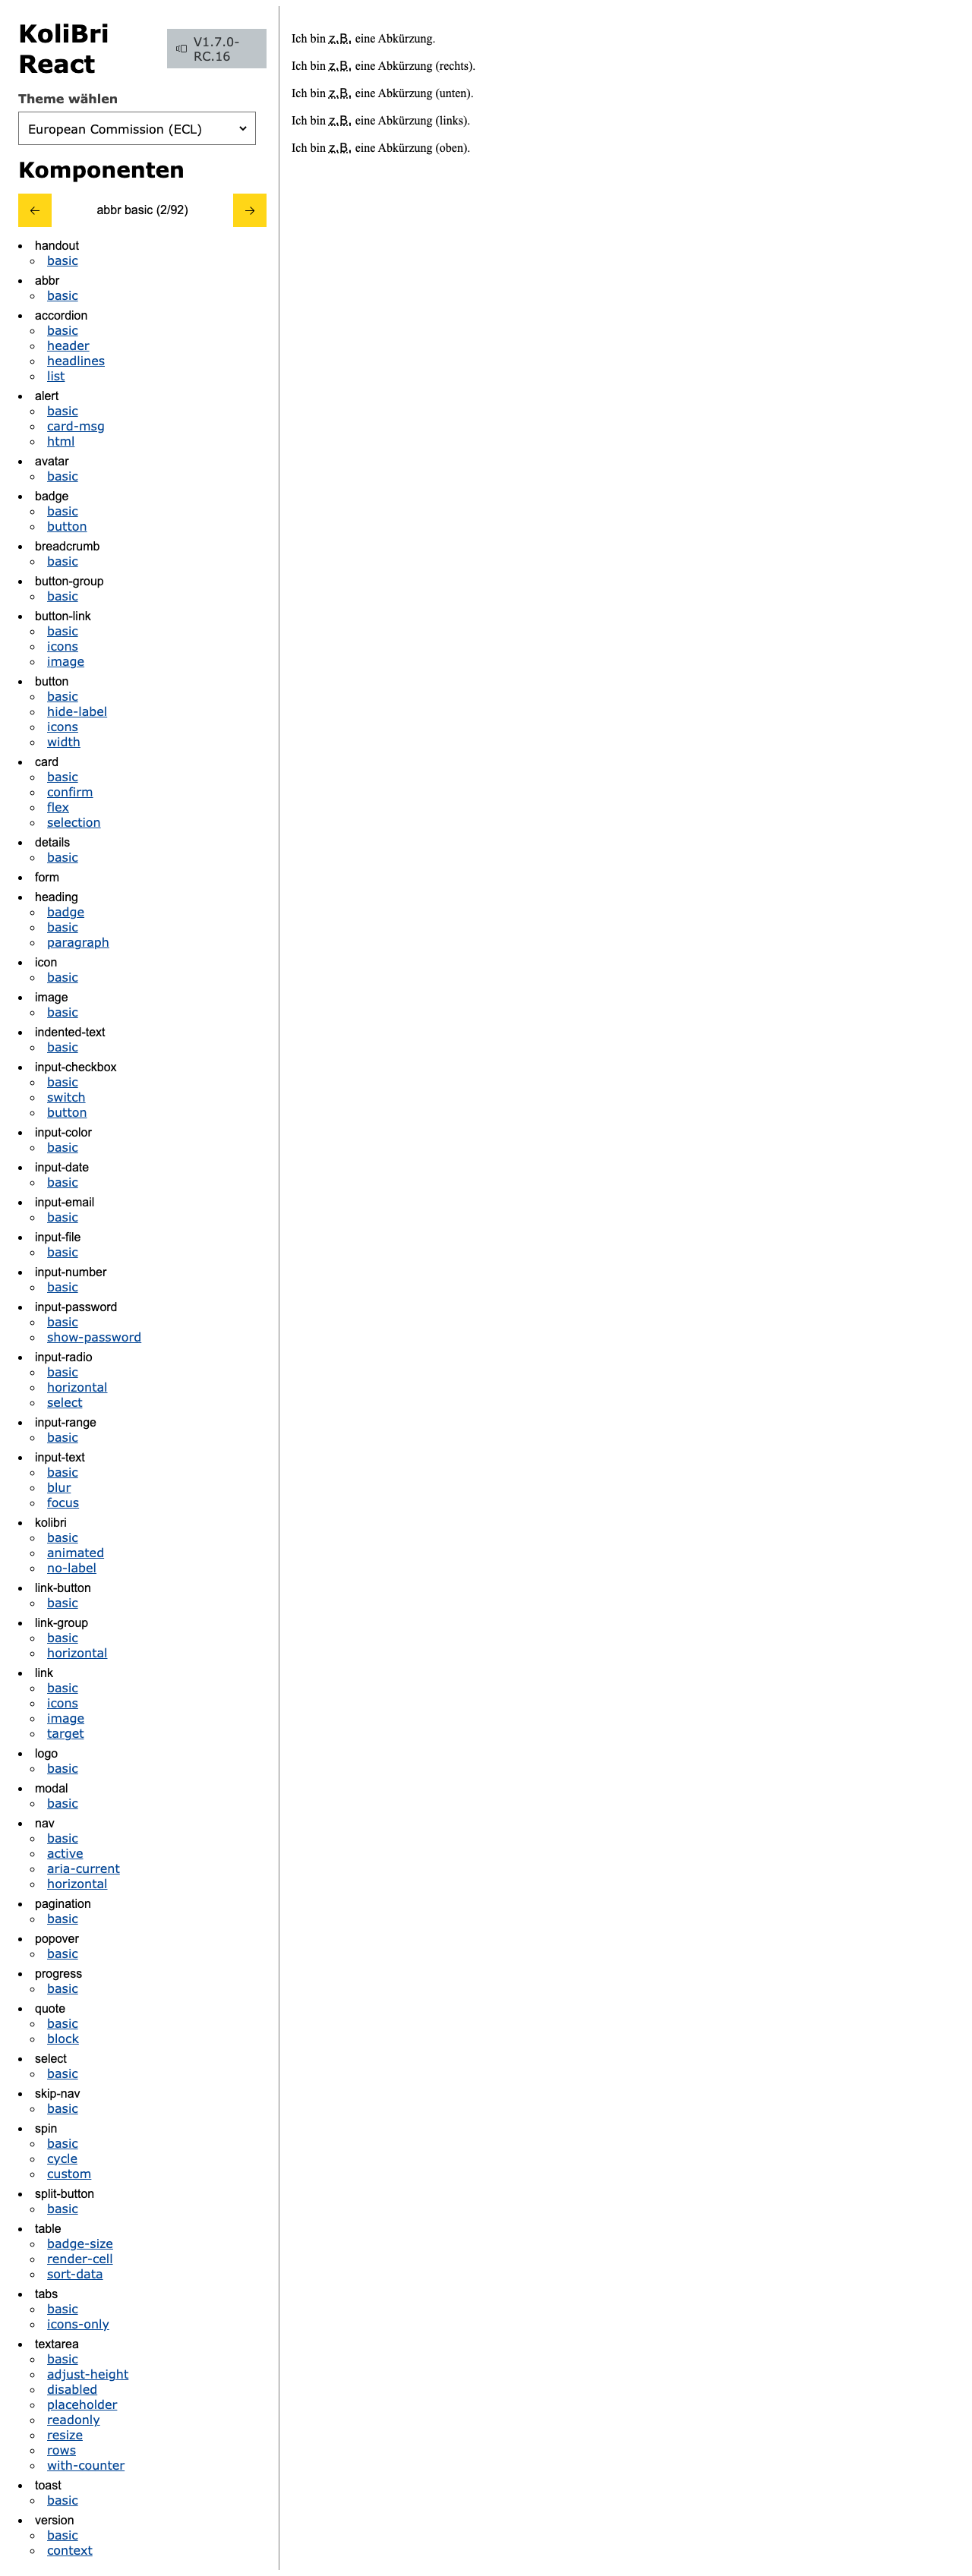 KoliBri
React
V1.7.0-
RC.16
Theme wählen
European Commission (ECL)
Komponenten
← abbr basic (2/92) →
handout
basic
abbr
basic
accordion
basic
header
headlines
list
alert
basic
card-msg
html
avatar
basic
badge
basic
button
breadcrumb
basic
button-group
basic
button-link
basic
icons
image
button
basic
hide-label
icons
width
card
basic
confirm
flex
selection
details
basic
form
heading
badge
basic
paragraph
icon
basic
image
basic
indented-text
basic
input-checkbox
basic
switch
button
input-color
basic
input-date
basic
input-email
basic
input-file
basic
input-number
basic
input-password
basic
show-password
input-radio
basic
horizontal
select
input-range
basic
input-text
basic
blur
focus
kolibri
basic
animated
no-label
link-button
basic
link-group
basic
horizontal
link
basic
icons
image
target
logo
basic
modal
basic
nav
basic
active
aria-current
horizontal
pagination
basic
popover
basic
progress
basic
quote
basic
block
select
basic
skip-nav
basic
spin
basic
cycle
custom
split-button
basic
table
badge-size
render-cell
sort-data
tabs
basic
icons-only
textarea
basic
adjust-height
disabled
placeholder
readonly
resize
rows
with-counter
toast
basic
version
basic
context
Ich bin z.B. eine Abkürzung.
Ich bin z.B. eine Abkürzung (rechts).
Ich bin z.B. eine Abkürzung (unten).
Ich bin z.B. eine Abkürzung (links).
Ich bin z.B. eine Abkürzung (oben).